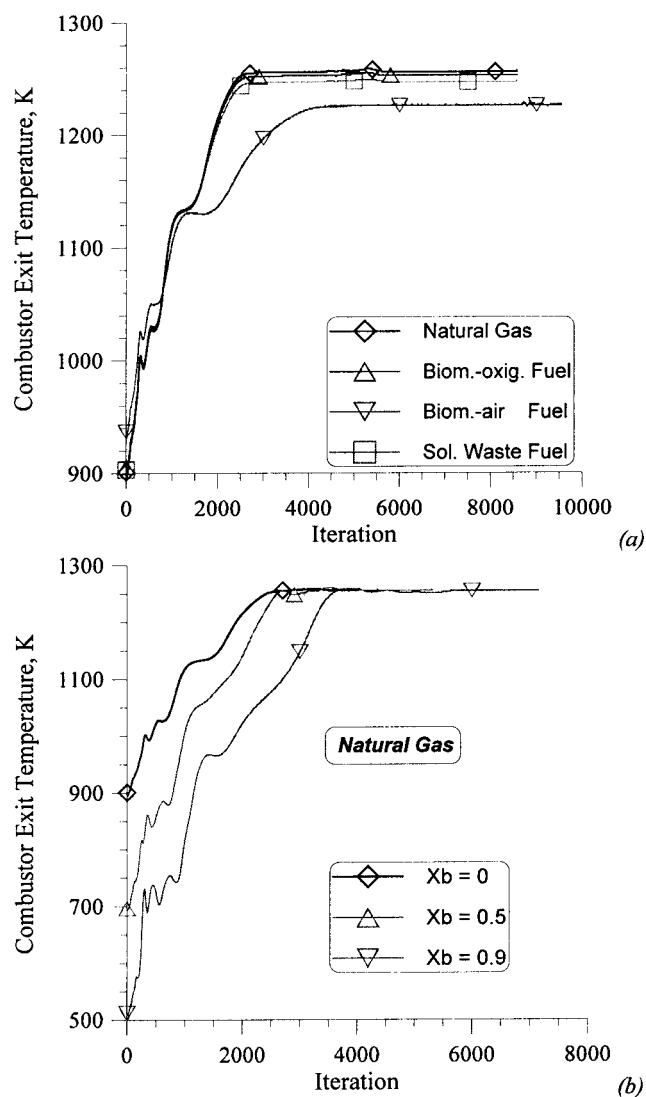 1300
1200
1100
1000
900
Combustor Exit Temperature, K
Natural Gas
Biom.-oxig. Fuel
Biom.-air Fuel
Sol. Waste Fuel
0 2000 4000 6000 8000 10000
Iteration
(a)
1300
1100
900
700
500
Combustor Exit Temperature, K
Natural Gas
Xb = 0
Xb = 0.5
Xb = 0.9
0 2000 4000 6000 8000
Iteration
(b)